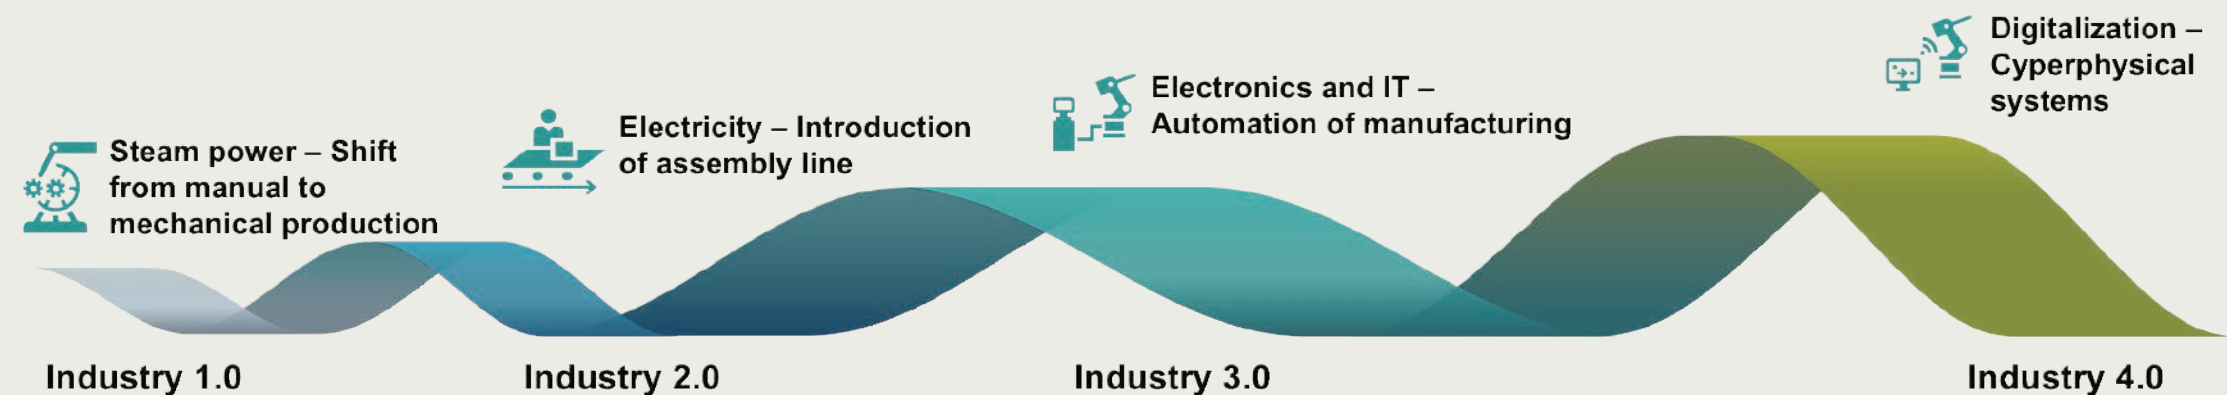 Steam power – Shift
from manual to
mechanical production
Electricity – Introduction
of assembly line
Electronics and IT –
Automation of manufacturing
Digitalization –
Cyperphysical
systems
Industry 1.0
Industry 2.0
Industry 3.0
Industry 4.0